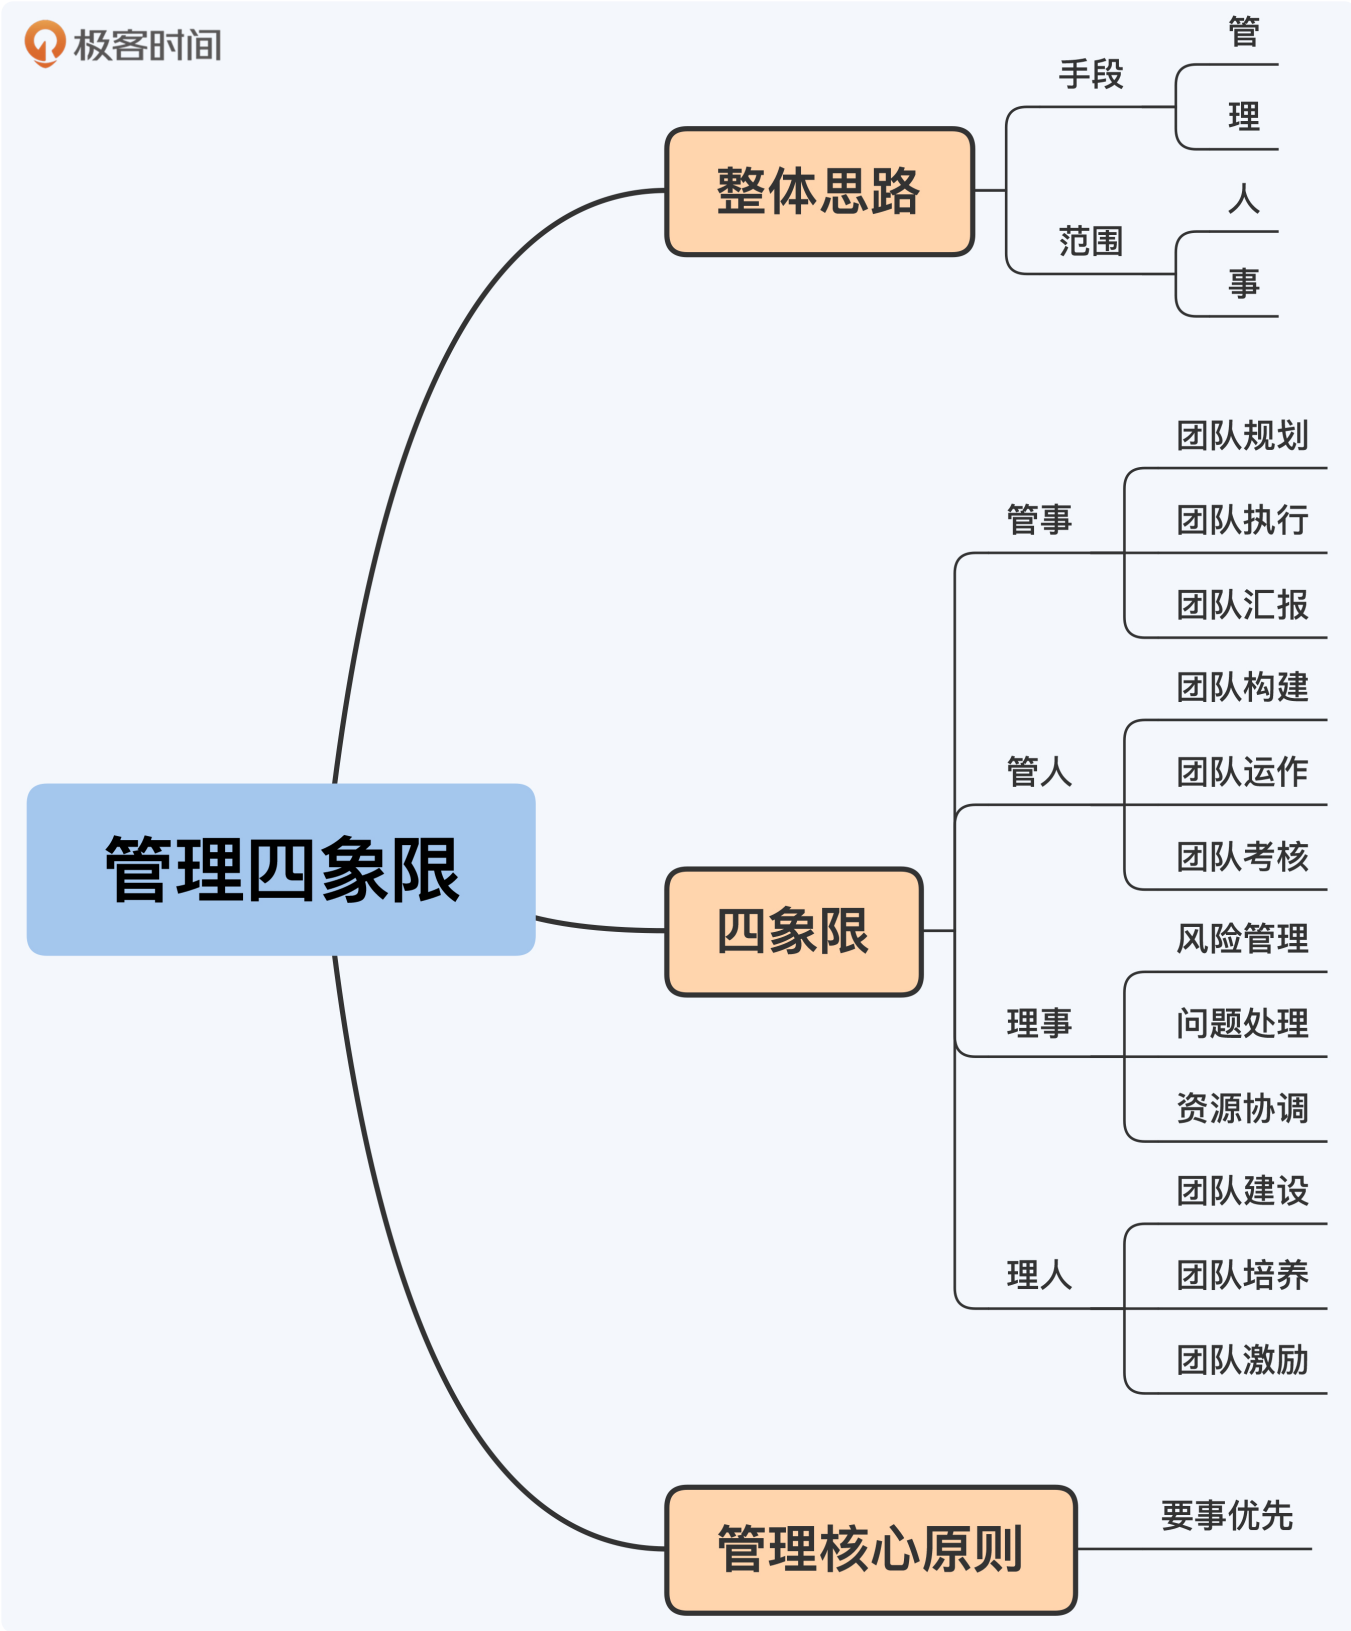 极客时间
管理四象限
整体思路
手段
管
理
范围
人
事
四象限
管事
团队规划
团队执行
团队汇报
管人
团队构建
团队运作
团队考核
理事
风险管理
问题处理
资源协调
理人
团队建设
团队培养
团队激励
管理核心原则
要事优先